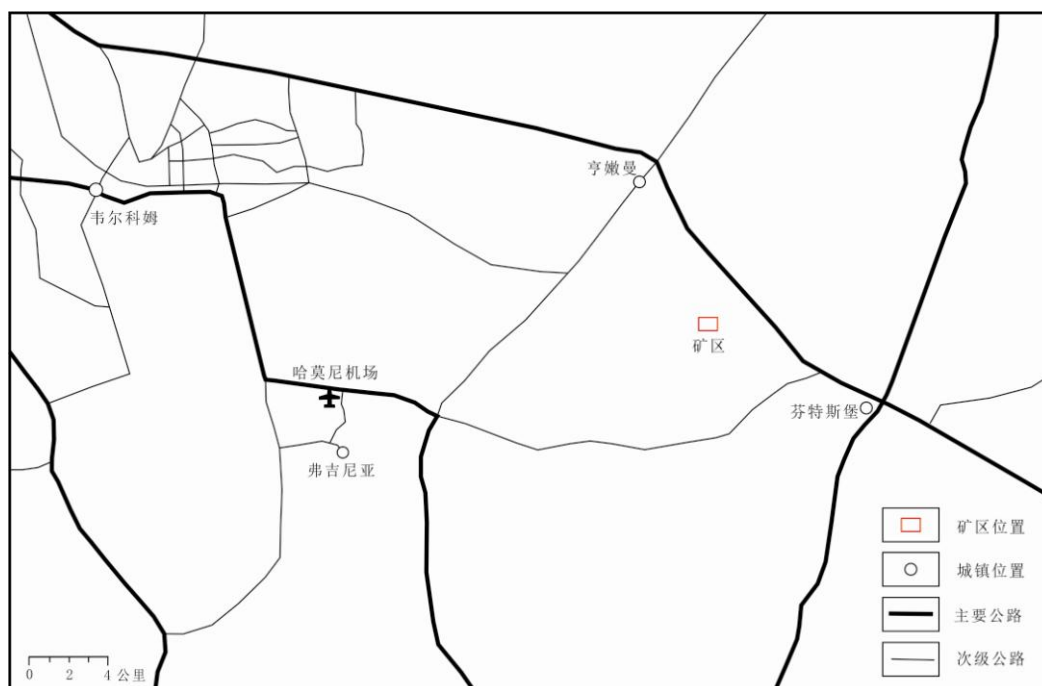 亨嫩曼
韦尔科姆
矿区
哈莫尼机场
芬特斯堡
弗吉尼亚
矿区位置
城镇位置
主要公路
次级公路
0 2 4 公里